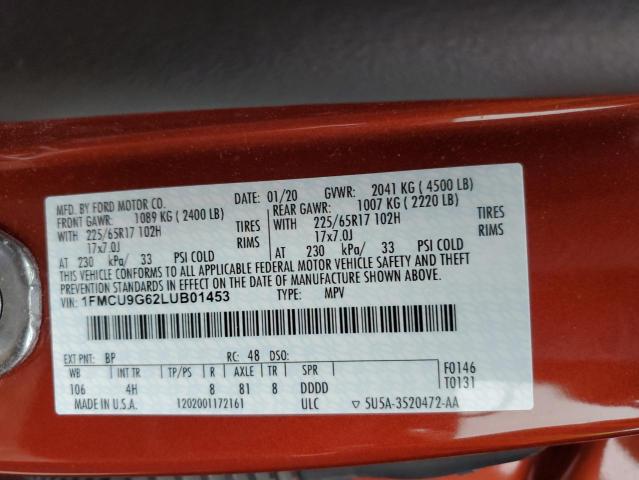 MFD. BY FORD MOTOR CO. DATE: 01/20 GVWR: 2041 KG ( 4500 LB)
FRONT GAWR: 1089 KG ( 2400 LB) REAR GAWR: 1007 KG ( 2220 LB)
WITH 225/65R17 102H TIRES WITH 225/65R17 102H TIRES
17x7.0J RIMS 17x7.0J RIMS
AT 230 kPa/ 33 PSI COLD AT 230 kPa/ 33 PSI COLD
THIS VEHICLE CONFORMS TO ALL APPLICABLE FEDERAL MOTOR VEHICLE SAFETY AND THEFT
PREVENTION STANDARDS IN EFFECT ON THE DATE OF MANUFACTURE SHOWN ABOVE.
VIN: 1FMCU9G62LUB01453 TYPE: MPV
EXT PNT: BP RC: 48 DSO: F0146
WB INT TR TP/PS R AXLE TR SPR T0131
106 4H 8 81 8 DDDD
MADE IN U.S.A. 1202001172161 ULC ▽ 5U5A-3520472-AA